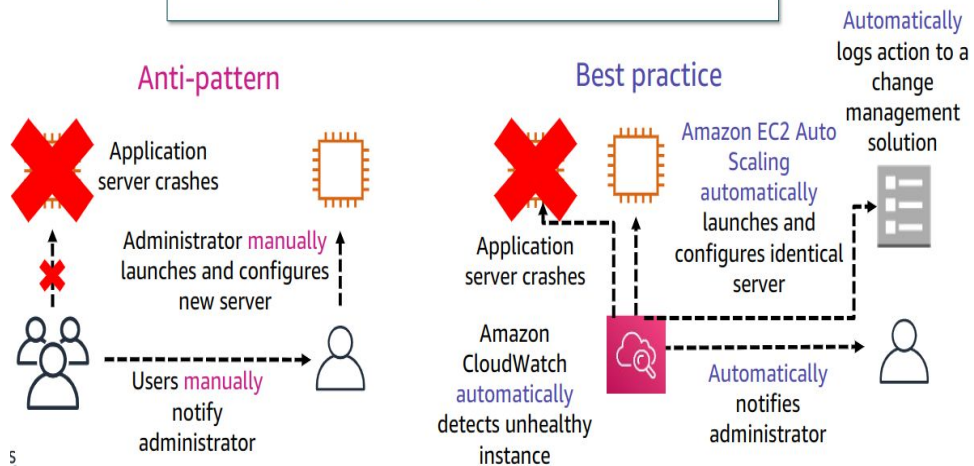 Anti-pattern
Application
server crashes
Administrator manually
launches and configures
new server
Users manually
notify
administrator
s
Best practice
Application
server crashes
Amazon
CloudWatch
automatically
detects unhealthy
instance
Amazon EC2 Auto
Scaling
automatically
launches and
configures identical
server
Automatically
notifies
administrator
Automatically
logs action to a
change
management
solution